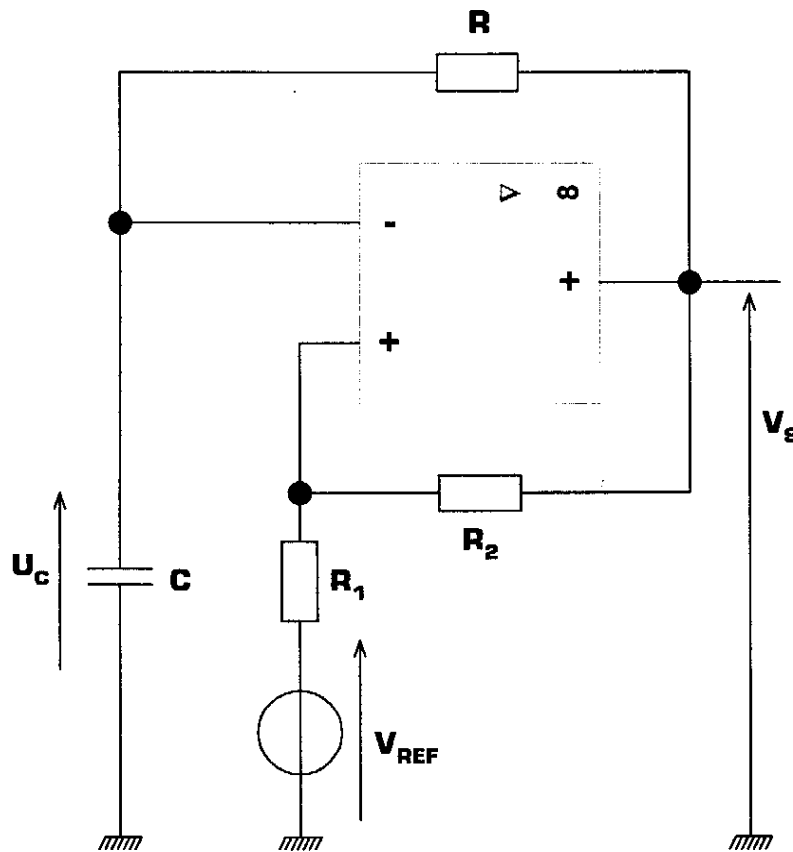 R
▷ ∞
-
+
+
V_S
R_2
U_C
C
R_1
V_REF